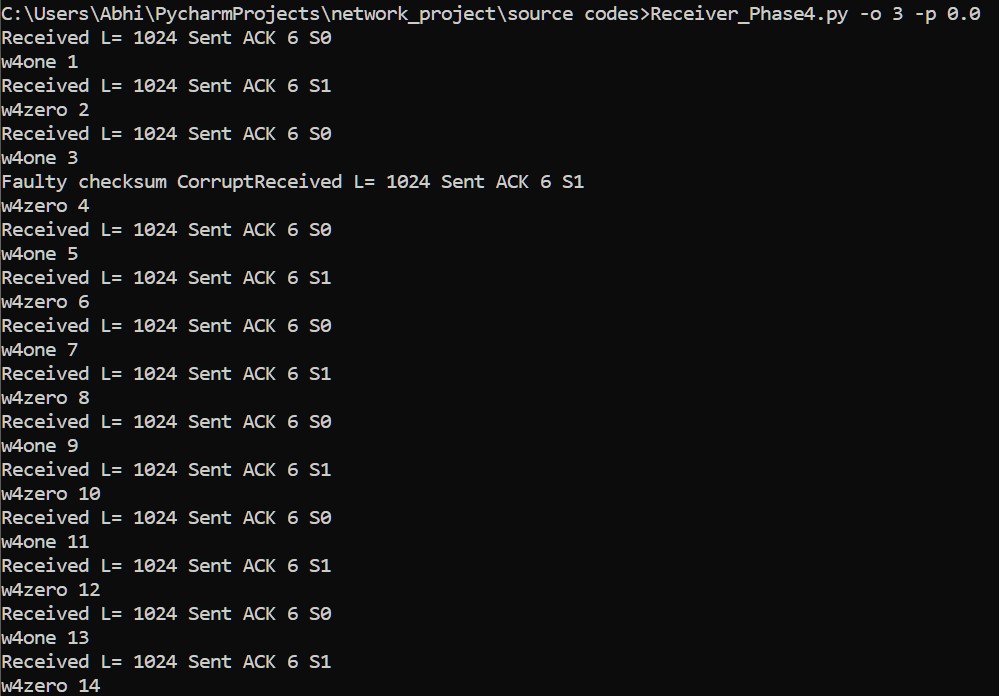 C:\Users\Abhi\PycharmProjects\network_project\source codes>Receiver_Phase4.py -o 3 -p 0.0
Received L= 1024 Sent ACK 6 S0
w4one 1
Received L= 1024 Sent ACK 6 S1
w4zero 2
Received L= 1024 Sent ACK 6 S0
w4one 3
Faulty checksum CorruptReceived L= 1024 Sent ACK 6 S1
w4zero 4
Received L= 1024 Sent ACK 6 S0
w4one 5
Received L= 1024 Sent ACK 6 S1
w4zero 6
Received L= 1024 Sent ACK 6 S0
w4one 7
Received L= 1024 Sent ACK 6 S1
w4zero 8
Received L= 1024 Sent ACK 6 S0
w4one 9
Received L= 1024 Sent ACK 6 S1
w4zero 10
Received L= 1024 Sent ACK 6 S0
w4one 11
Received L= 1024 Sent ACK 6 S1
w4zero 12
Received L= 1024 Sent ACK 6 S0
w4one 13
Received L= 1024 Sent ACK 6 S1
w4zero 14